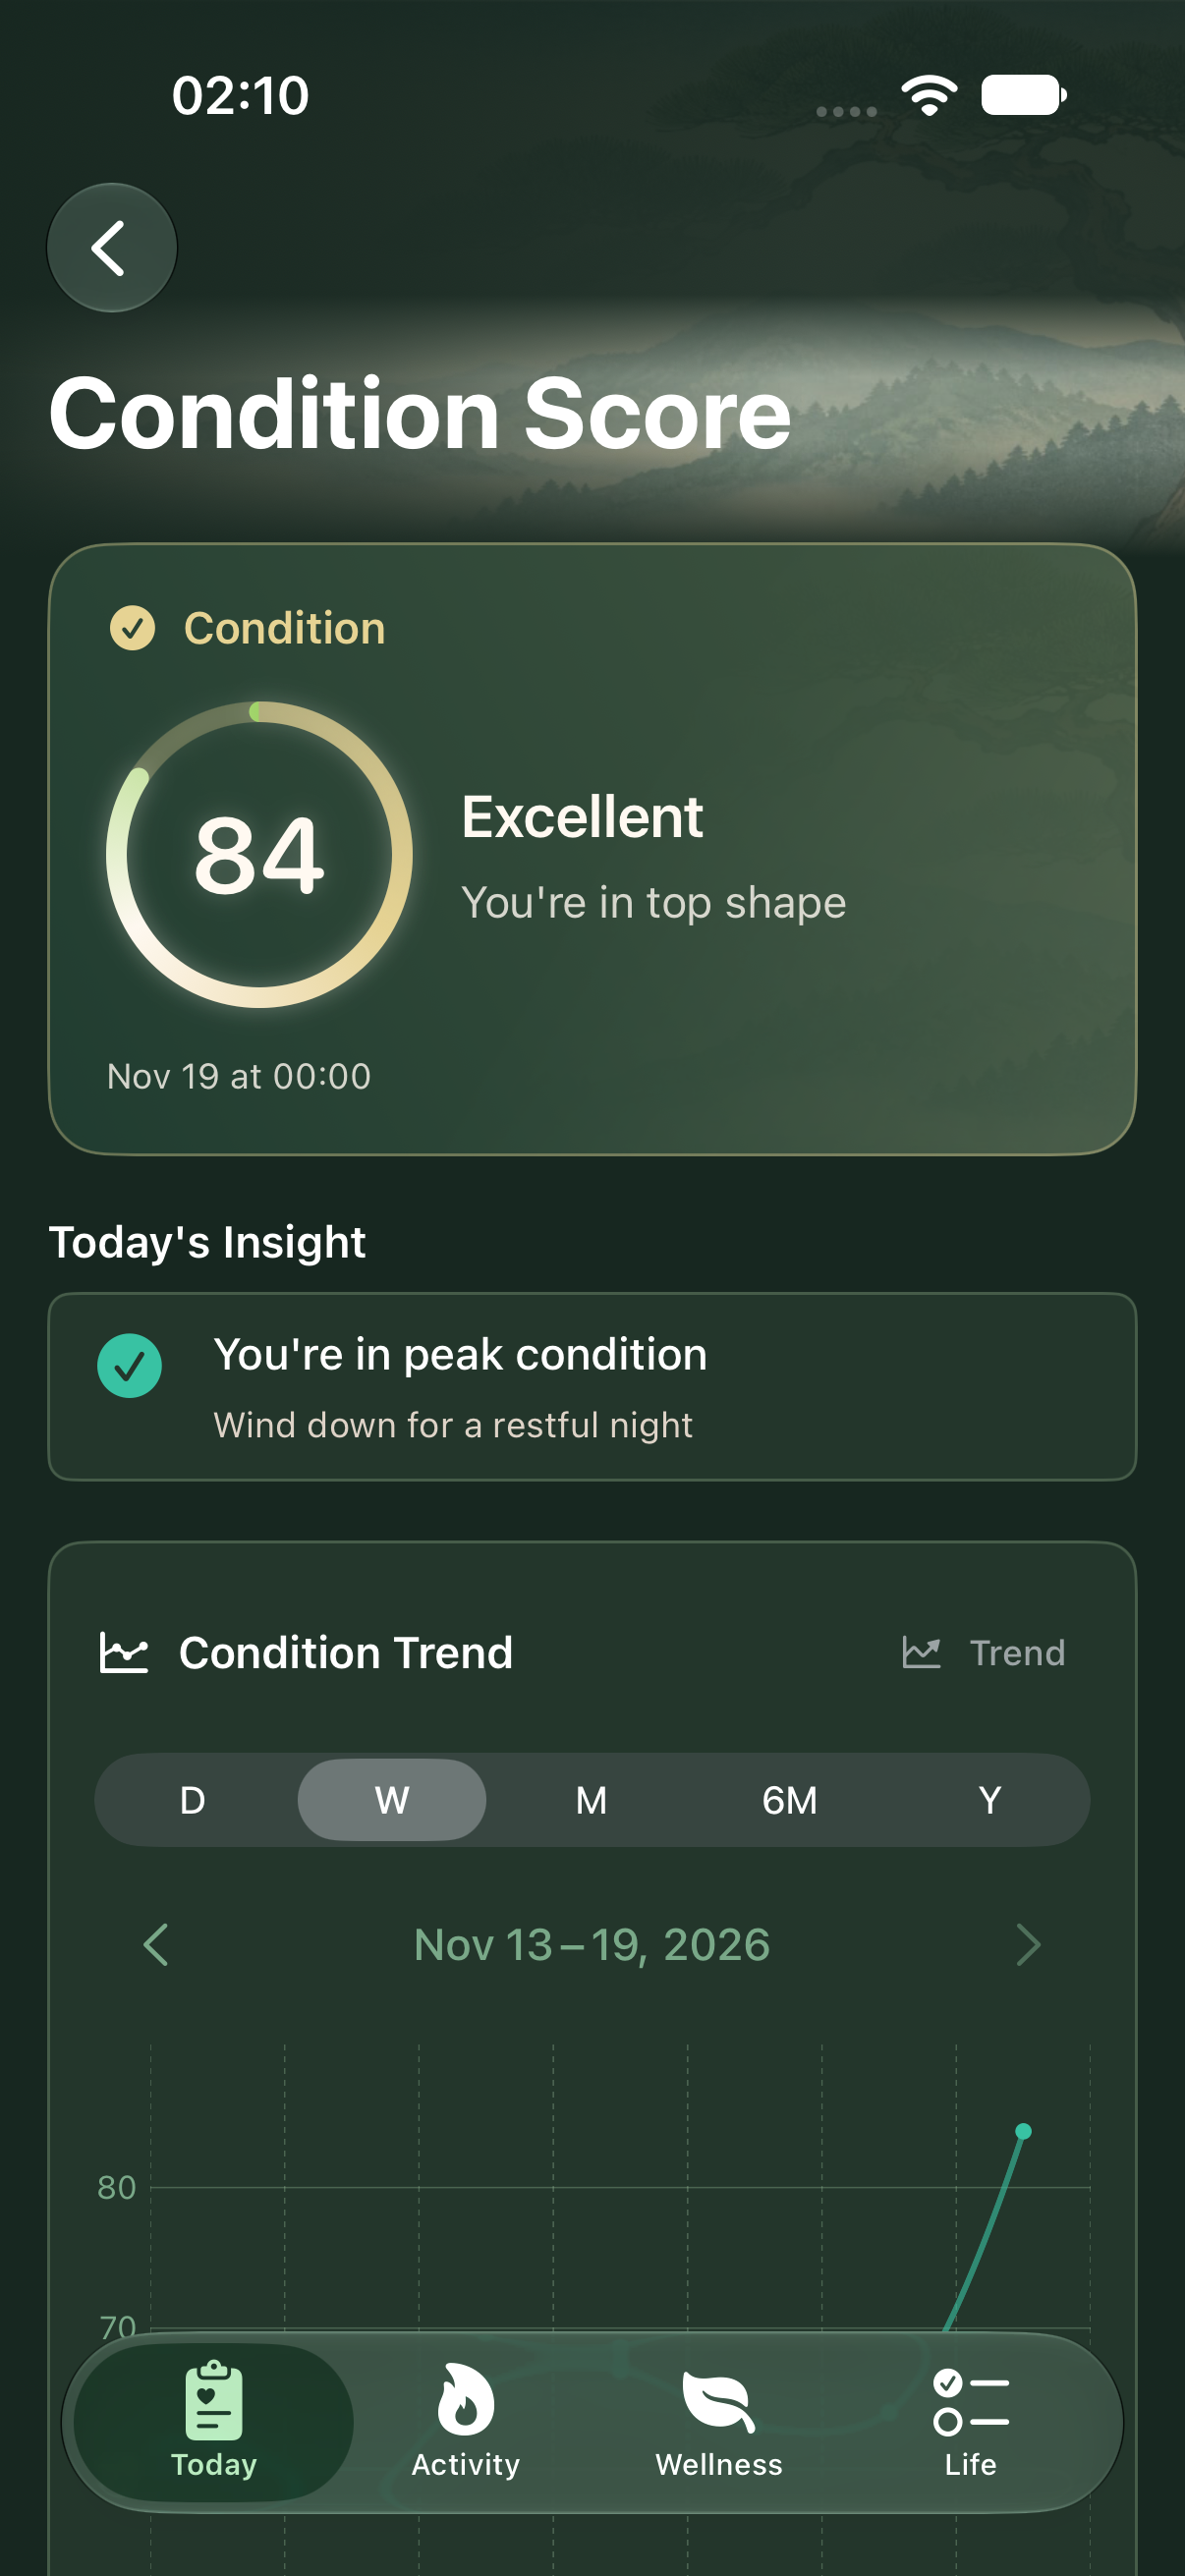 02:10
Condition Score
Condition
84
Excellent
You're in top shape
Nov 19 at 00:00
Today's Insight
You're in peak condition
Wind down for a restful night
Condition Trend
Trend
D W M 6M Y
Nov 13 – 19, 2026
80
70
Today Activity Wellness Life